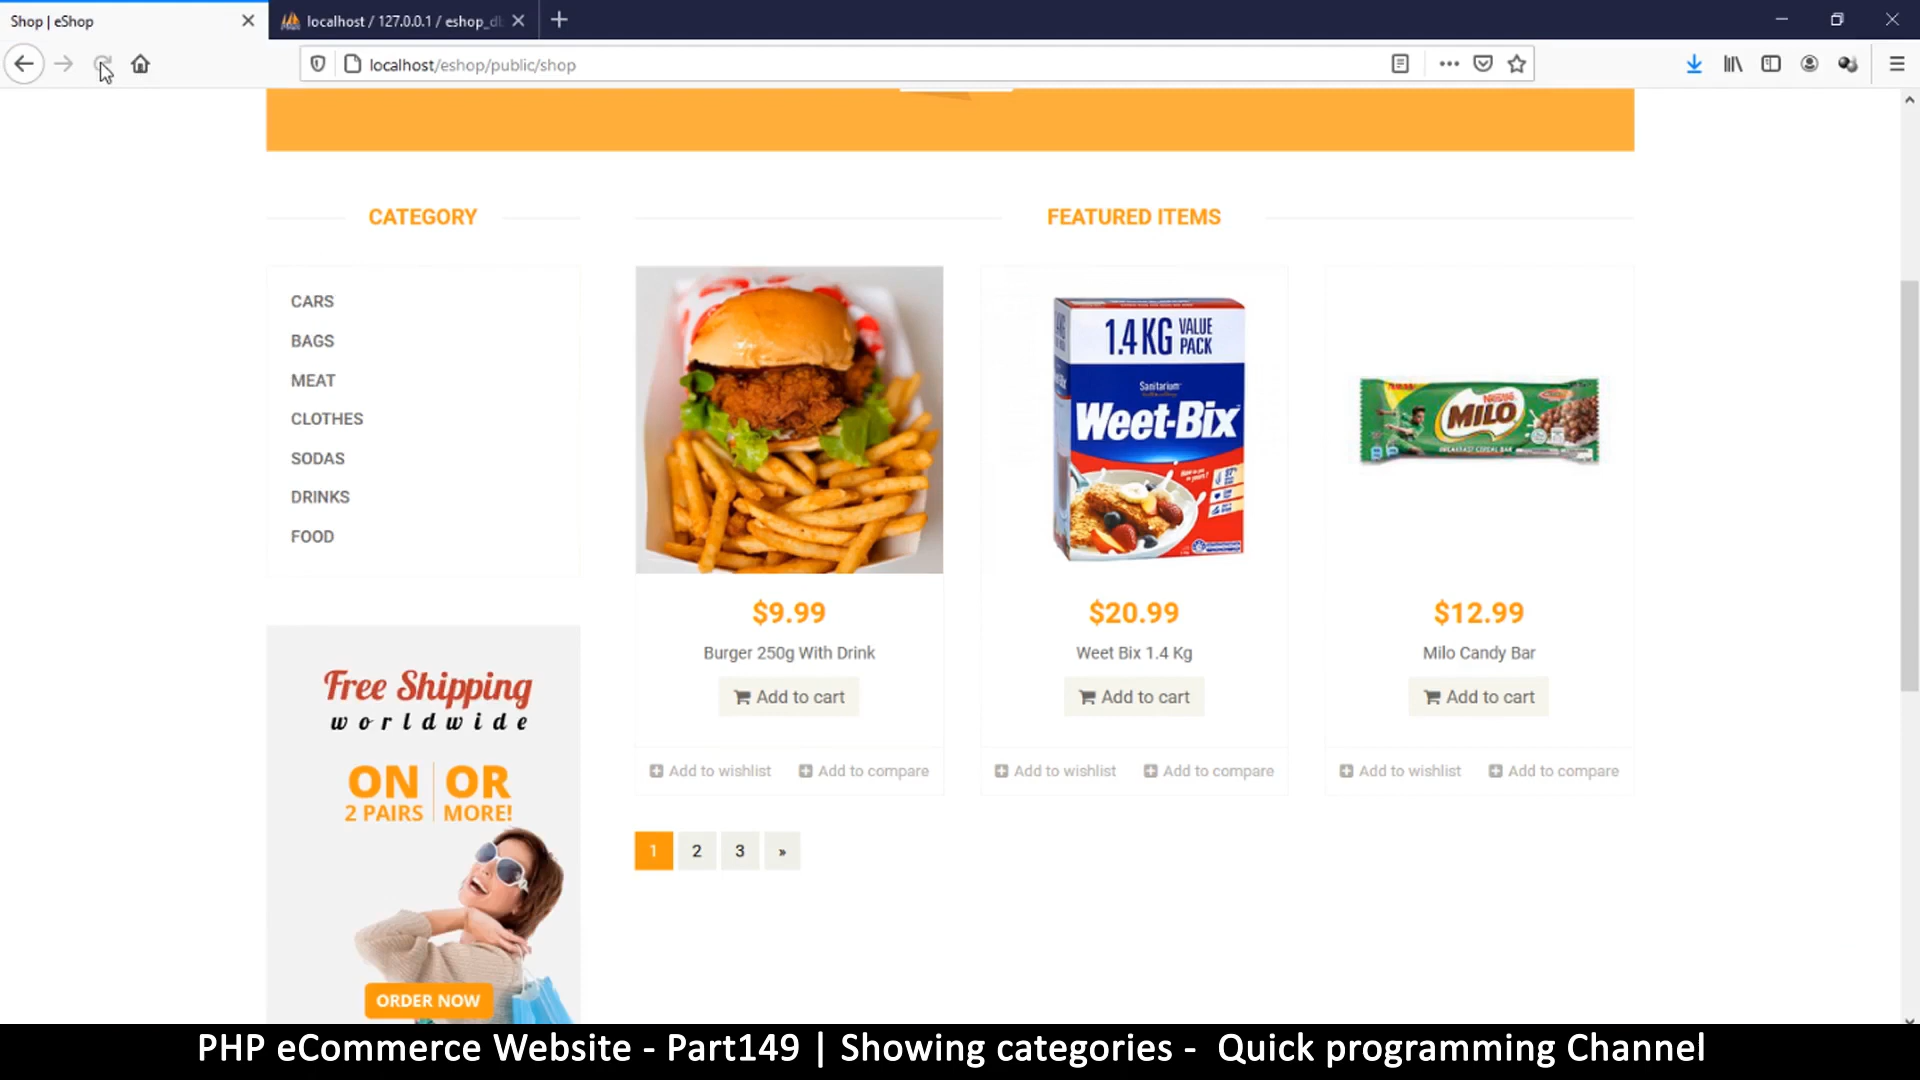 Shop | eShop
localhost / 127.0.0.1 / eshop_d
localhost/eshop/public/shop
CATEGORY
FEATURED ITEMS
CARS
BAGS
MEAT
CLOTHES
SODAS
DRINKS
FOOD
1.4 KG VALUE PACK
Sanitarium
Weet-Bix
Nestlé
MILO
BREAKFAST CEREAL BAR
$9.99
Burger 250g With Drink
Add to cart
Add to wishlist
Add to compare
$20.99
Weet Bix 1.4 Kg
Add to cart
Add to wishlist
Add to compare
$12.99
Milo Candy Bar
Add to cart
Add to wishlist
Add to compare
Free Shipping
worldwide
ON OR
2 PAIRS MORE!
ORDER NOW
1 2 3 »
PHP eCommerce Website - Part149 | Showing categories - Quick programming Channel